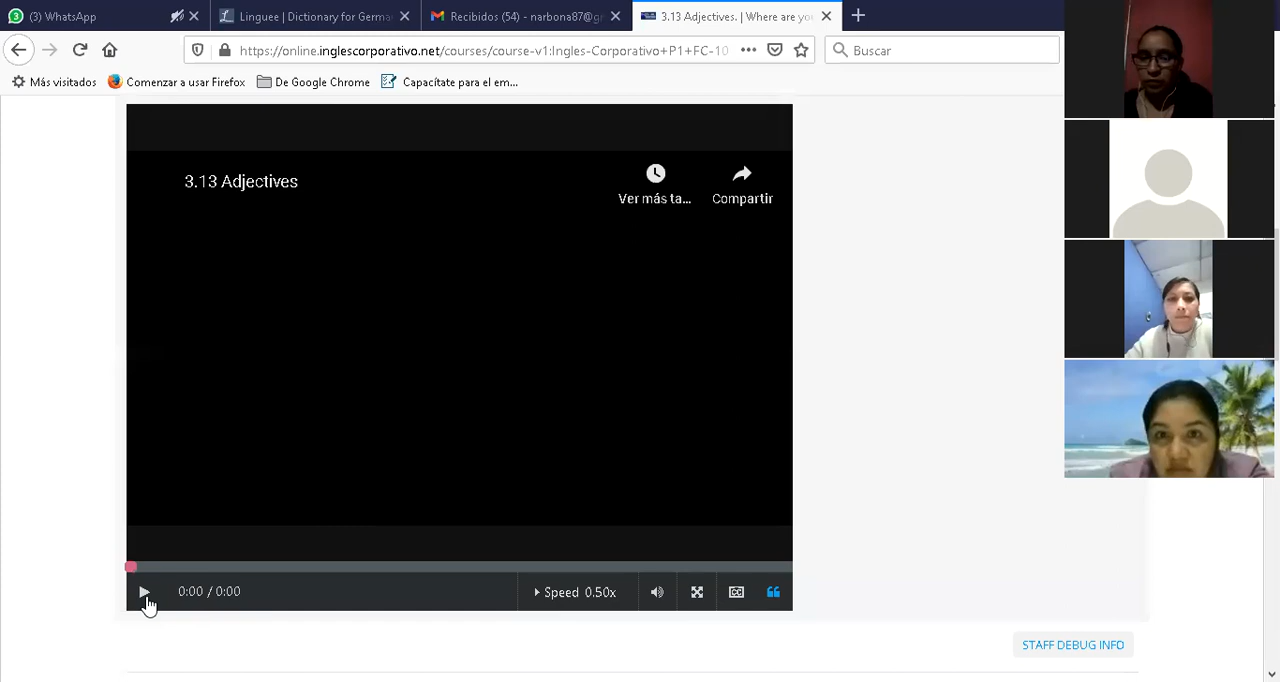 (3) WhatsApp
Linguee | Dictionary for Germa
Recibidos (54) - narbona87@g
3.13 Adjectives. | Where are you
https://online.inglescorporativo.net/courses/course-v1:Ingles-Corporativo+P1+FC-10
Buscar
Más visitados
Comenzar a usar Firefox
De Google Chrome
Capacítate para el em...
3.13 Adjectives
Ver más ta...
Compartir
0:00 / 0:00
Speed 0.50x
STAFF DEBUG INFO